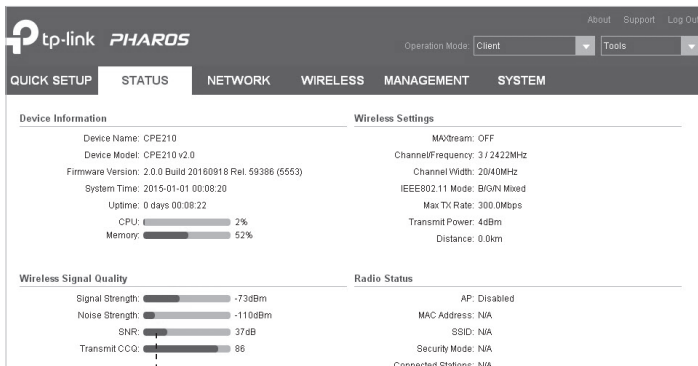 About Support Log Out
tp-link PHAROS
Operation Mode: Client Tools
QUICK SETUP STATUS NETWORK WIRELESS MANAGEMENT SYSTEM
Device Information
Device Name: CPE210
Device Model: CPE210 v2.0
Firmware Version: 2.0.0 Build 20160918 Rel. 59386 (5553)
System Time: 2015-01-01 00:08:20
Uptime: 0 days 00:08:22
CPU: 2%
Memory: 52%
Wireless Settings
MAXtream: OFF
Channel/Frequency: 3 / 2422MHz
Channel Width: 20/40MHz
IEEE802.11 Mode: B/G/N Mixed
Max TX Rate: 300.0Mbps
Transmit Power: 4dBm
Distance: 0.0km
Wireless Signal Quality
Signal Strength: -73dBm
Noise Strength: -110dBm
SNR: 37dB
Transmit CCQ: 86
Radio Status
AP: Disabled
MAC Address: N/A
SSID: N/A
Security Mode: N/A
Connected Stations: N/A